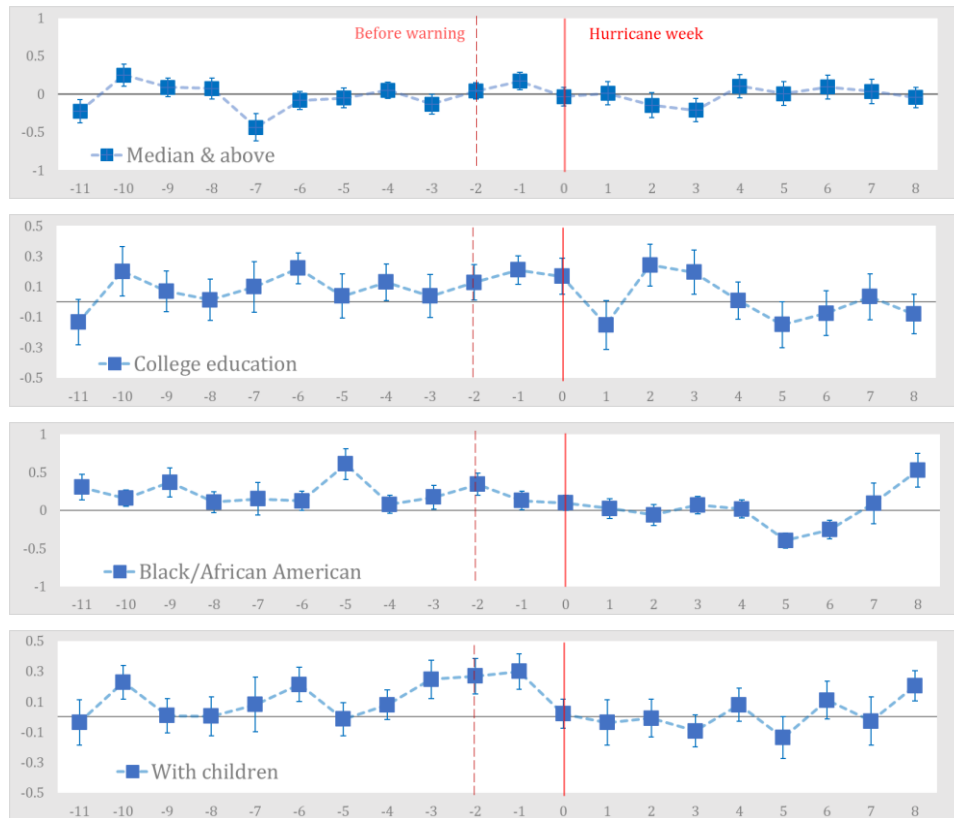 1
Before warning
Hurricane week
0.5
0
-0.5
Median & above
-1
-11 -10 -9 -8 -7 -6 -5 -4 -3 -2 -1 0 1 2 3 4 5 6 7 8
0.5
0.3
0.1
-0.1
-0.3
College education
-0.5
-11 -10 -9 -8 -7 -6 -5 -4 -3 -2 -1 0 1 2 3 4 5 6 7 8
1
0.5
0
-0.5
Black/African American
-1
-11 -10 -9 -8 -7 -6 -5 -4 -3 -2 -1 0 1 2 3 4 5 6 7 8
0.5
0.3
0.1
-0.1
-0.3
With children
-0.5
-11 -10 -9 -8 -7 -6 -5 -4 -3 -2 -1 0 1 2 3 4 5 6 7 8